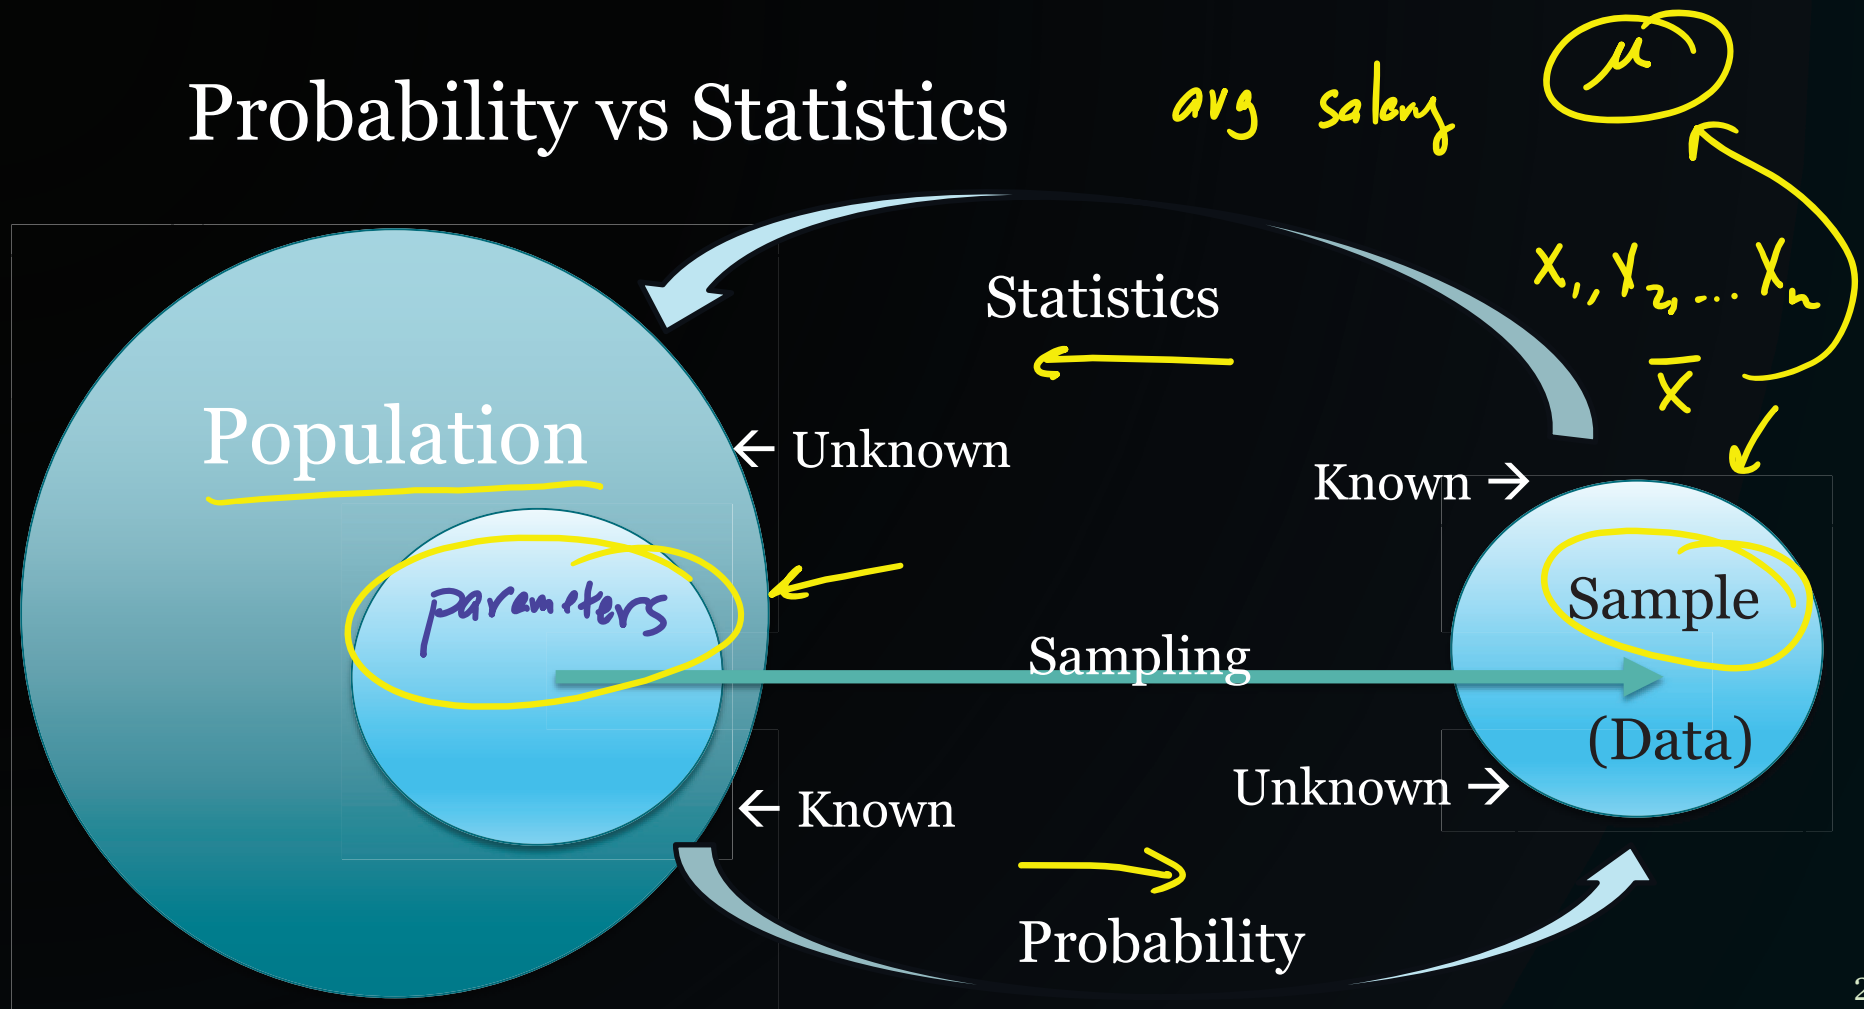 Probability vs Statistics
avg salary μ
Statistics
X₁, X₂, ... Xₙ
X̅
Population
← Unknown
Known →
parameters
Sample
Sampling
(Data)
← Known
Unknown →
Probability
2